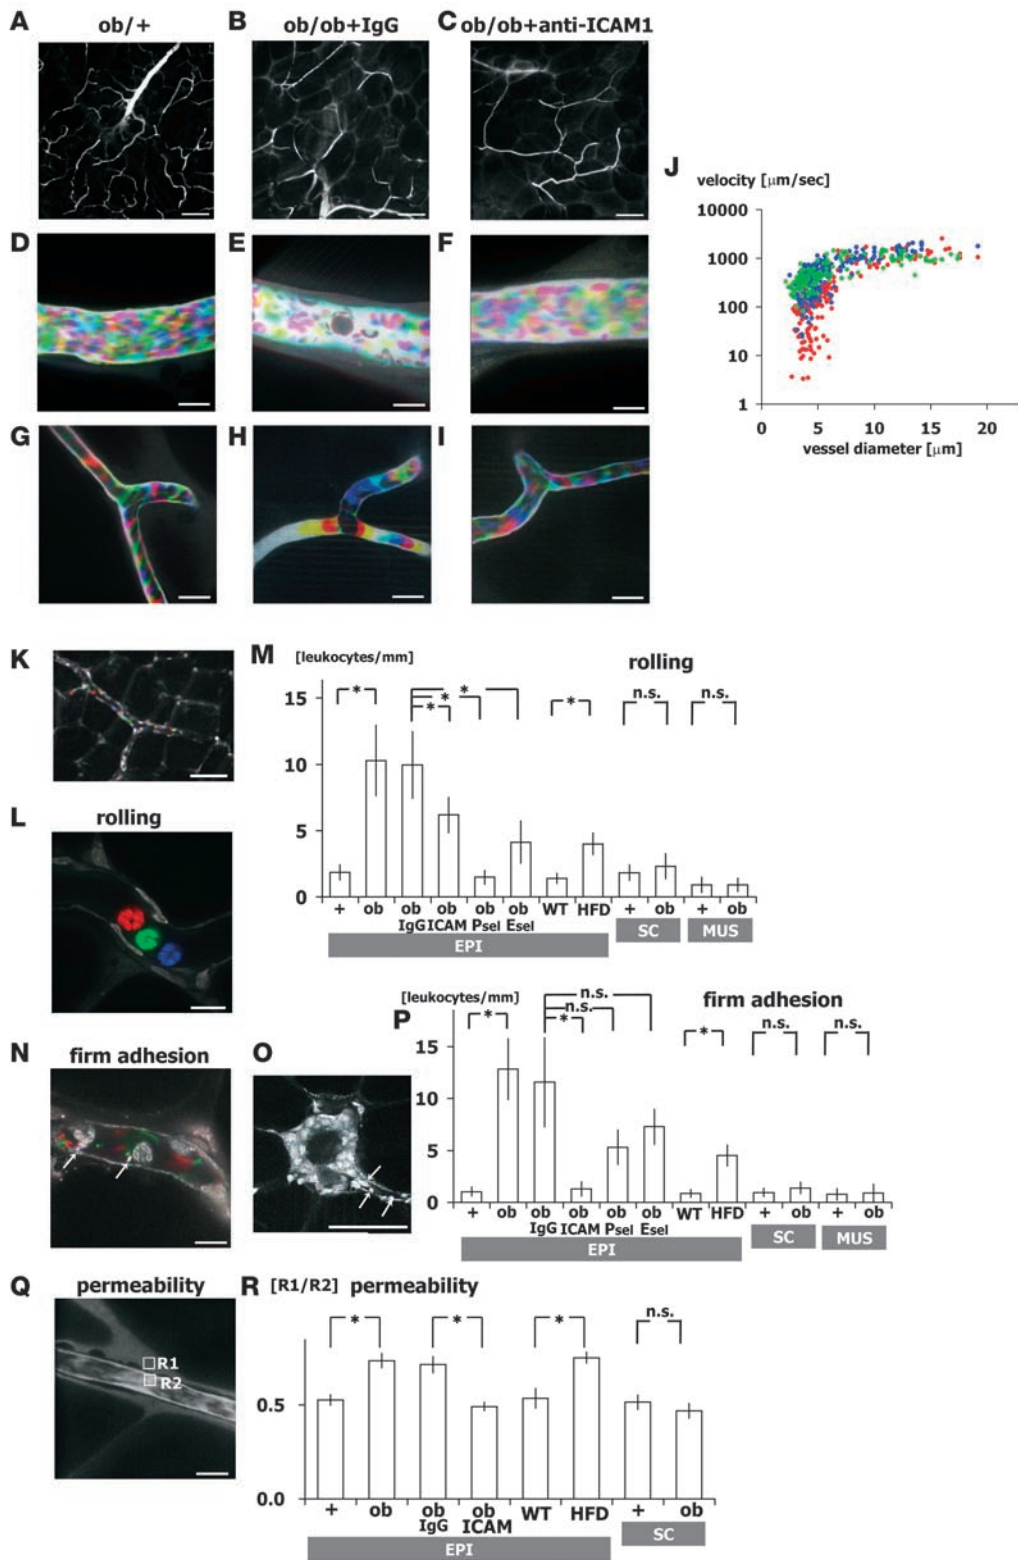 A ob/+ B ob/ob+IgG C ob/ob+anti-ICAM1
D E F
G H I
J
velocity [µm/sec]
10000
1000
100
10
1
0 5 10 15 20
vessel diameter [µm]
K
L rolling
M [leukocytes/mm] rolling
* * * * * n.s. n.s.
15
10
5
0
+ ob ob ob ob ob WT HFD + ob + ob
IgG ICAM Psel Esel
EPI SC MUS
N firm adhesion
O
P [leukocytes/mm] firm adhesion
* n.s. n.s. * * n.s. n.s.
15
10
5
0
+ ob ob ob ob ob WT HFD + ob + ob
IgG ICAM Psel Esel
EPI SC MUS
Q permeability
R1
R2
R [R1/R2] permeability
* * * n.s.
0.5
0.0
+ ob ob ob WT HFD + ob
IgG ICAM
EPI SC